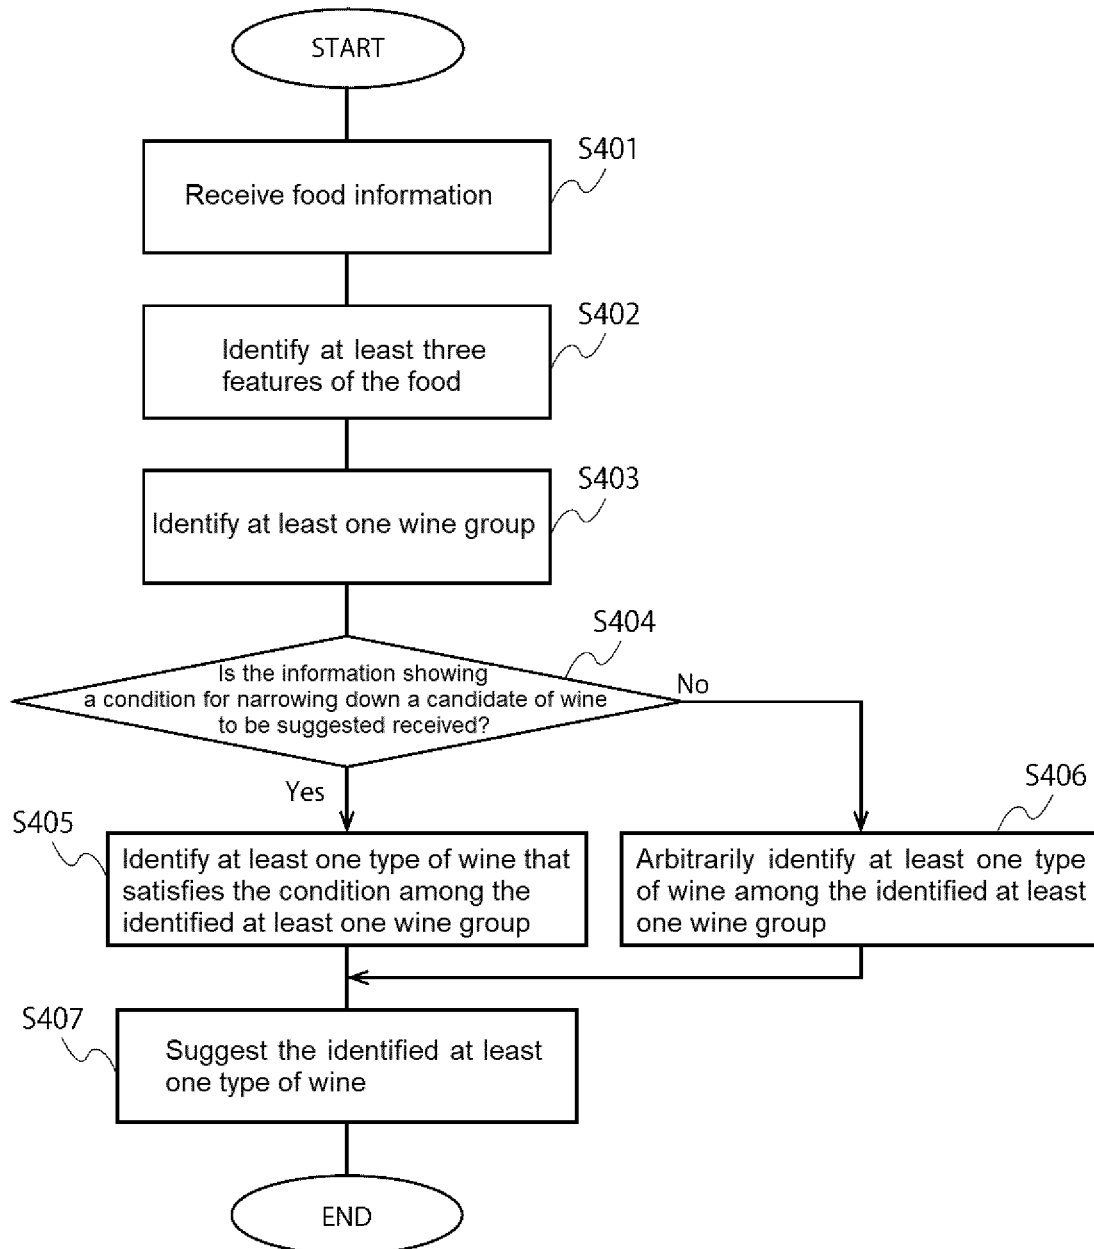 START
S401
Receive food information
S402
Identify at least three
features of the food
S403
Identify at least one wine group
S404
Is the information showing
a condition for narrowing down a candidate of wine
to be suggested received?
No
Yes
S405
Identify at least one type of wine that
satisfies the condition among the
identified at least one wine group
S406
Arbitrarily identify at least one type
of wine among the identified at least
one wine group
S407
Suggest the identified at least
one type of wine
END